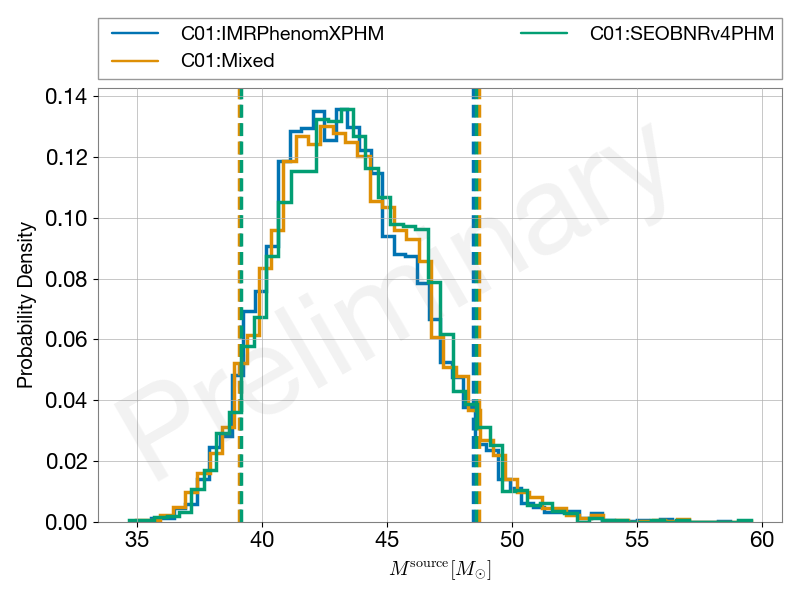 C01:IMRPhenomXPHM
C01:Mixed
C01:SEOBNRv4PHM
0.14
0.12
0.10
0.08
0.06
0.04
0.02
0.00
Probability Density
Preliminary
35 40 45 50 55 60
M^source [M_⊙]